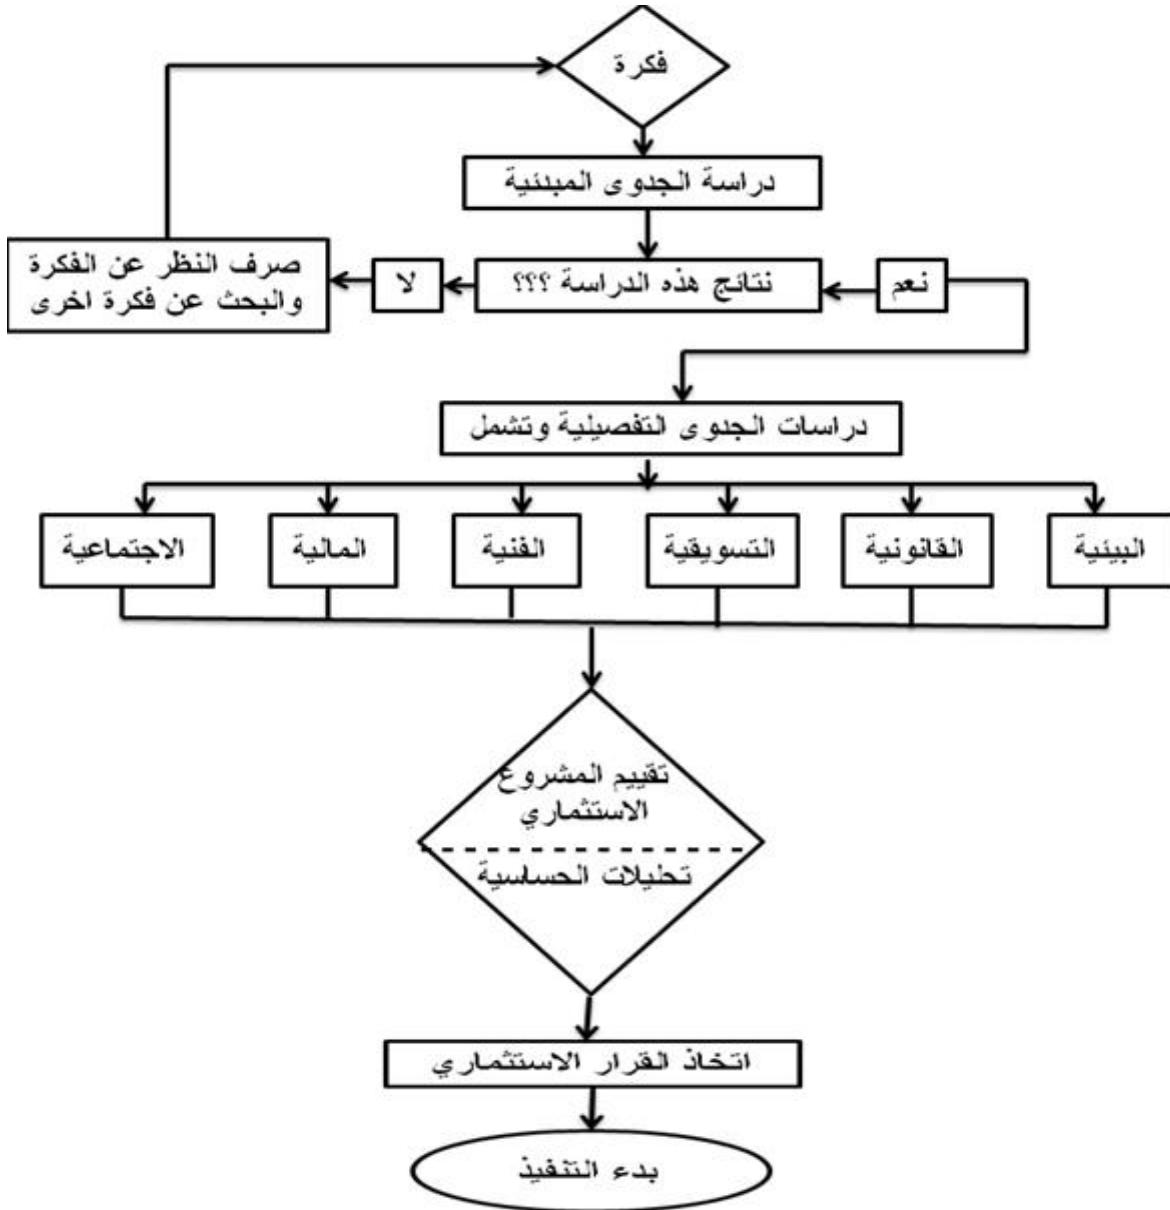 فكرة
دراسة الجدوى المبدئية
نعم
نتائج هذه الدراسة ؟؟؟
لا
صرف النظر عن الفكرة
والبحث عن فكرة اخرى
دراسات الجدوى التفصيلية وتشمل
البيئية
القانونية
التسويقية
الفنية
المالية
الاجتماعية
تقييم المشروع
الاستثماري
تحليلات الحساسية
اتخاذ القرار الاستثماري
بدء التنفيذ